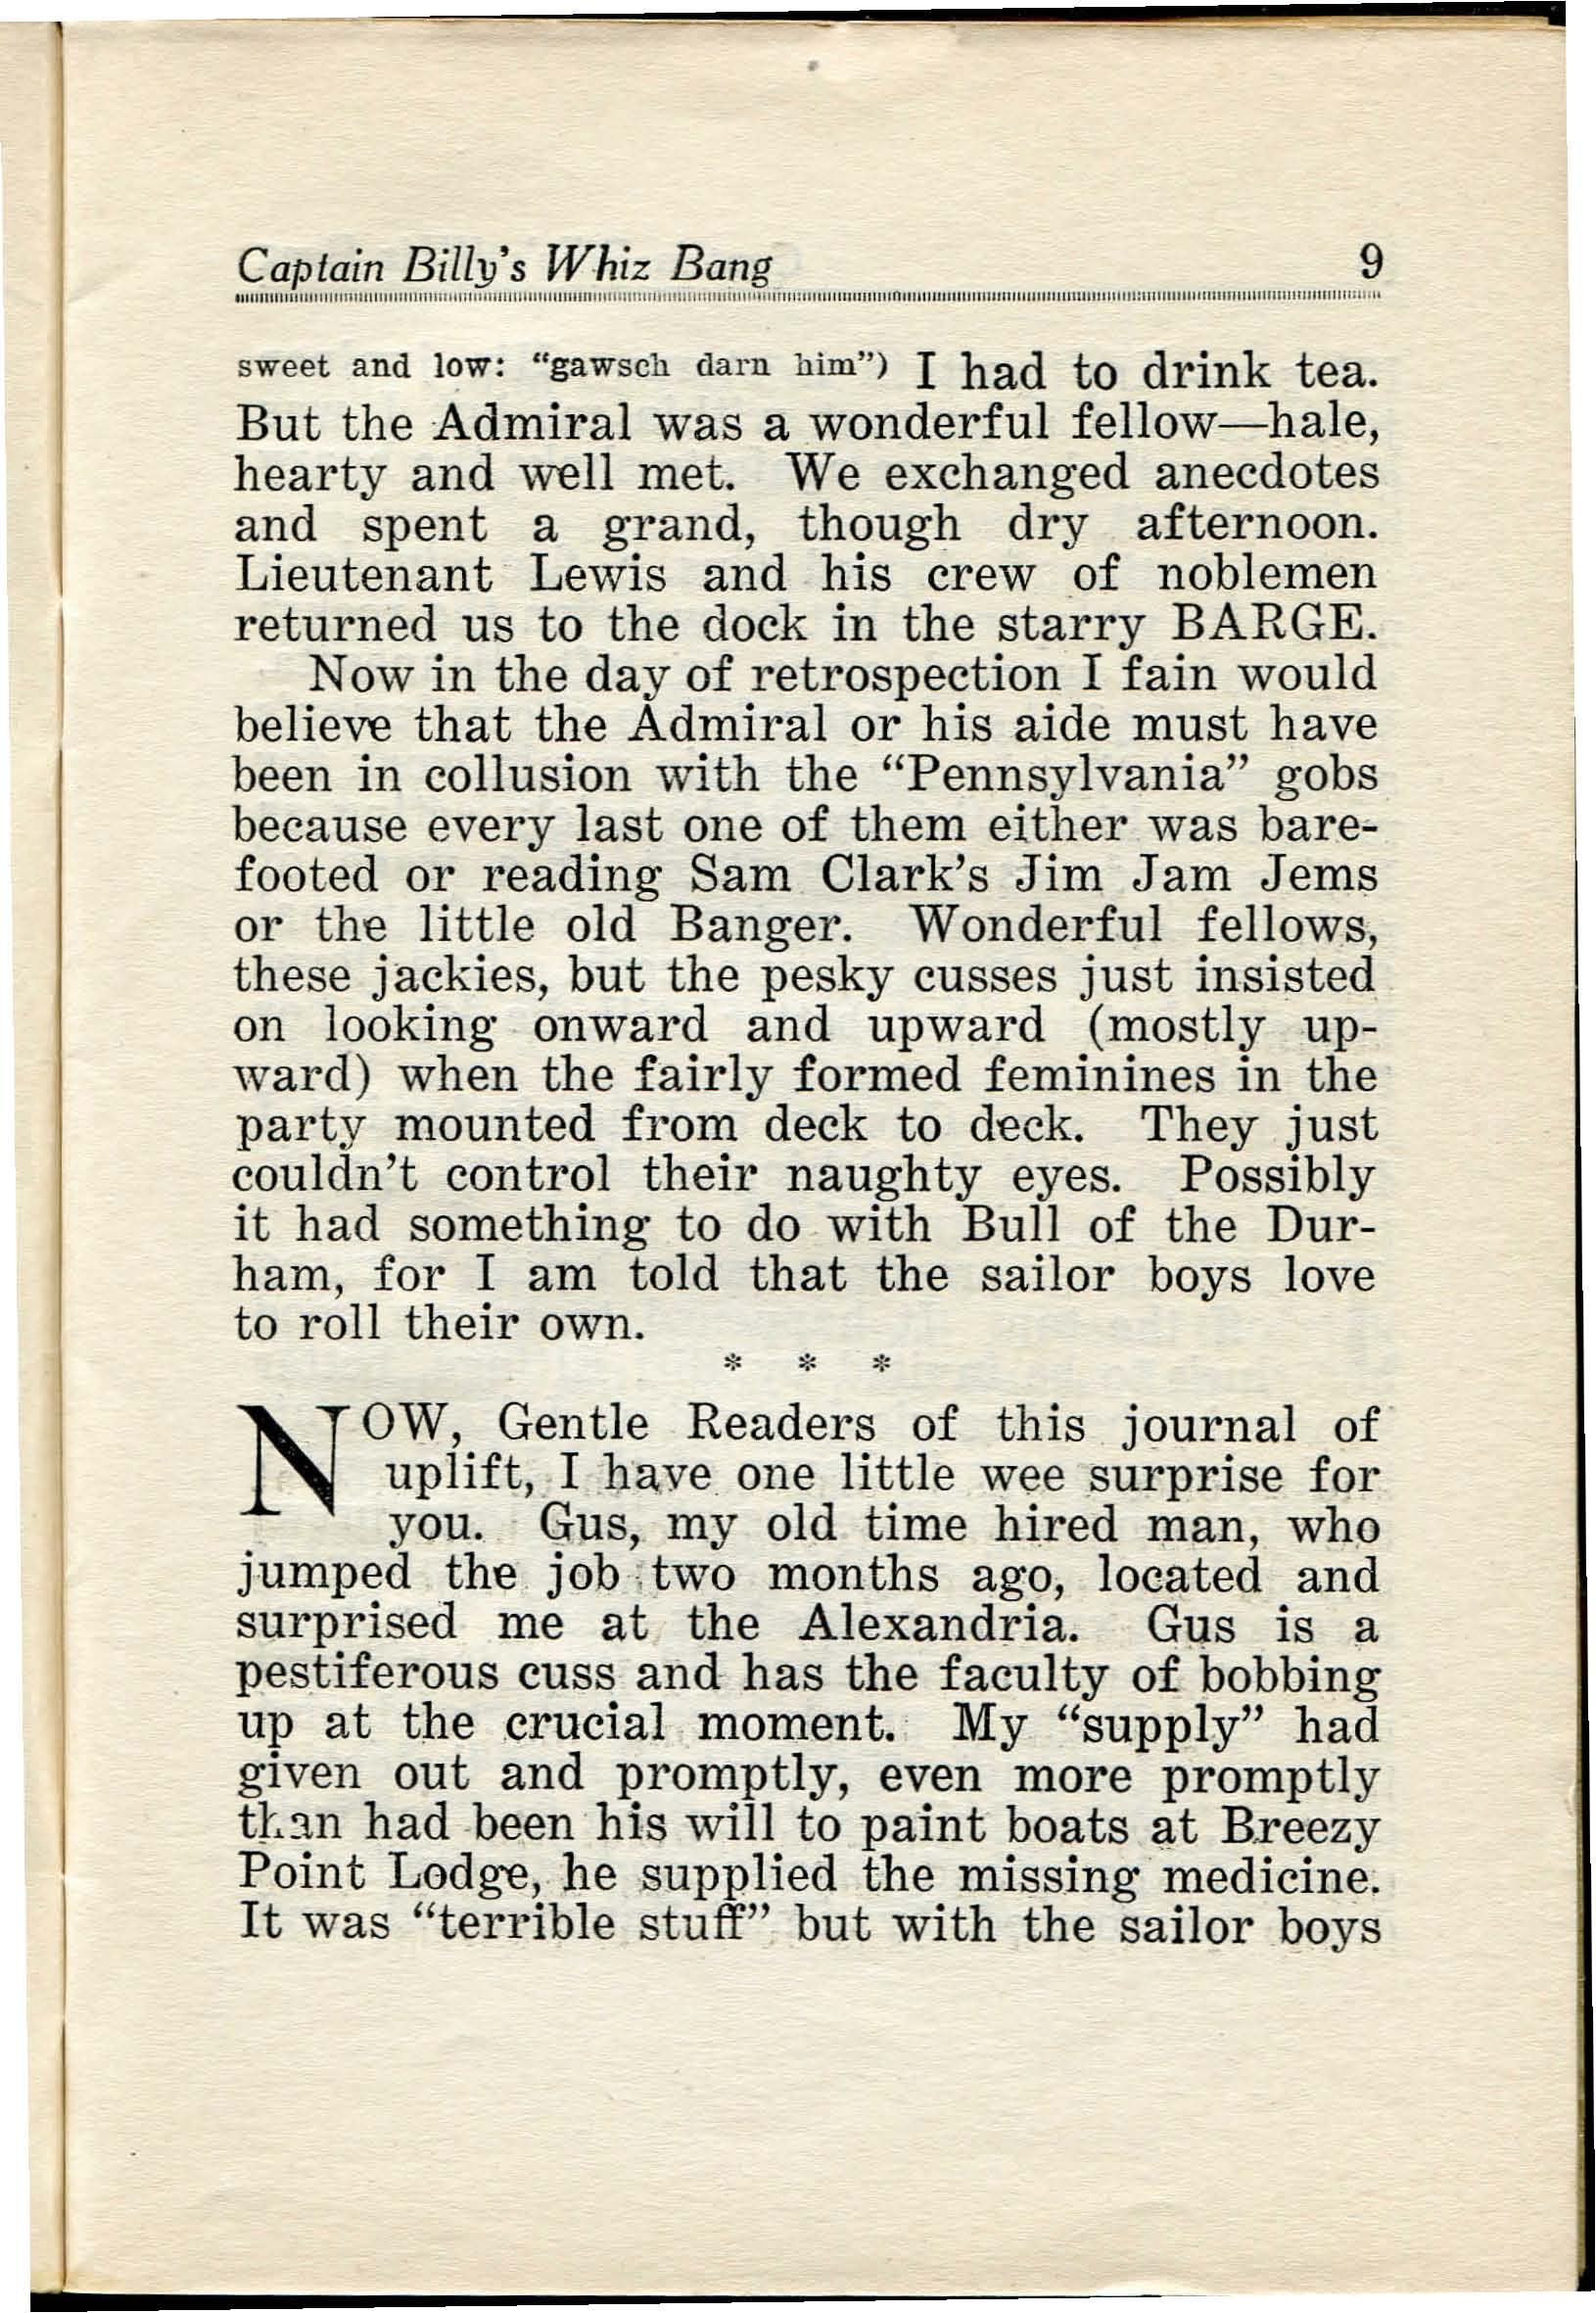 Captain Billy's Whiz Bang 9
sweet and low: "gawsch darn him") I had to drink tea.
But the Admiral was a wonderful fellow—hale,
hearty and well met. We exchanged anecdotes
and spent a grand, though dry afternoon.
Lieutenant Lewis and his crew of noblemen
returned us to the dock in the starry BARGE.
Now in the day of retrospection I fain would
believe that the Admiral or his aide must have
been in collusion with the "Pennsylvania" gobs
because every last one of them either was bare-
footed or reading Sam Clark's Jim Jam Jems
or the little old Banger. Wonderful fellows,
these jackies, but the pesky cusses just insisted
on looking onward and upward (mostly up-
ward) when the fairly formed feminines in the
party mounted from deck to deck. They just
couldn't control their naughty eyes. Possibly
it had something to do with Bull of the Dur-
ham, for I am told that the sailor boys love
to roll their own.
* * *
NOW, Gentle Readers of this journal of
uplift, I have one little wee surprise for
you. Gus, my old time hired man, who
jumped the job two months ago, located and
surprised me at the Alexandria. Gus is a
pestiferous cuss and has the faculty of bobbing
up at the crucial moment. My "supply" had
given out and promptly, even more promptly
than had been his will to paint boats at Breezy
Point Lodge, he supplied the missing medicine.
It was "terrible stuff" but with the sailor boys